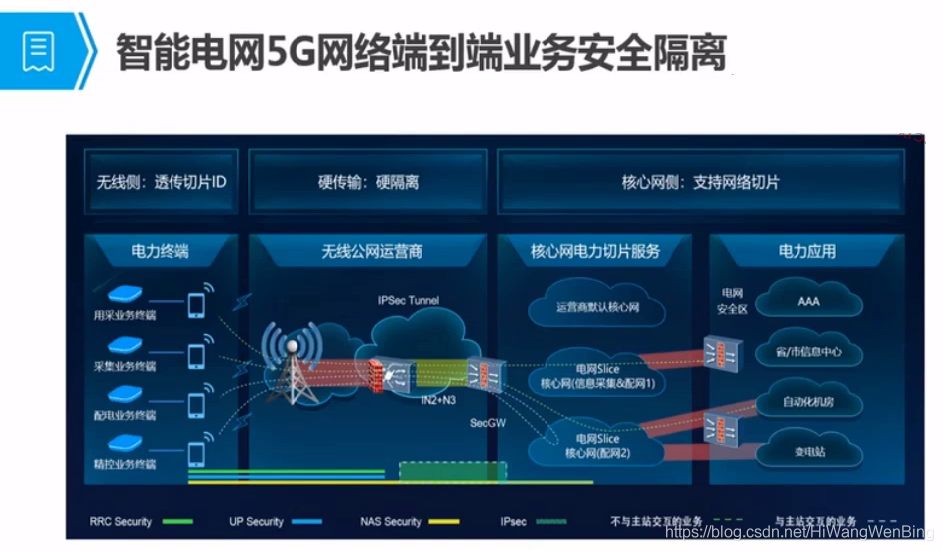 智能电网5G网络端到端业务安全隔离
无线侧：透传切片ID
硬传输：硬隔离
核心网侧：支持网络切片
电力终端
无线公网运营商
核心网电力切片服务
电力应用
用采业务终端
采集业务终端
配电业务终端
精控业务终端
IPSec Tunnel
IN2+N3
SecGW
运营商默认核心网
电网Slice
核心网(信息采集&配网1)
电网Slice
核心网(配网2)
电网
安全区
AAA
省/市信息中心
自动化机房
变电站
RRC Security
UP Security
NAS Security
IPsec
不与主站交互的业务
与主站交互的业务
https://blog.csdn.net/HiWangWenBing